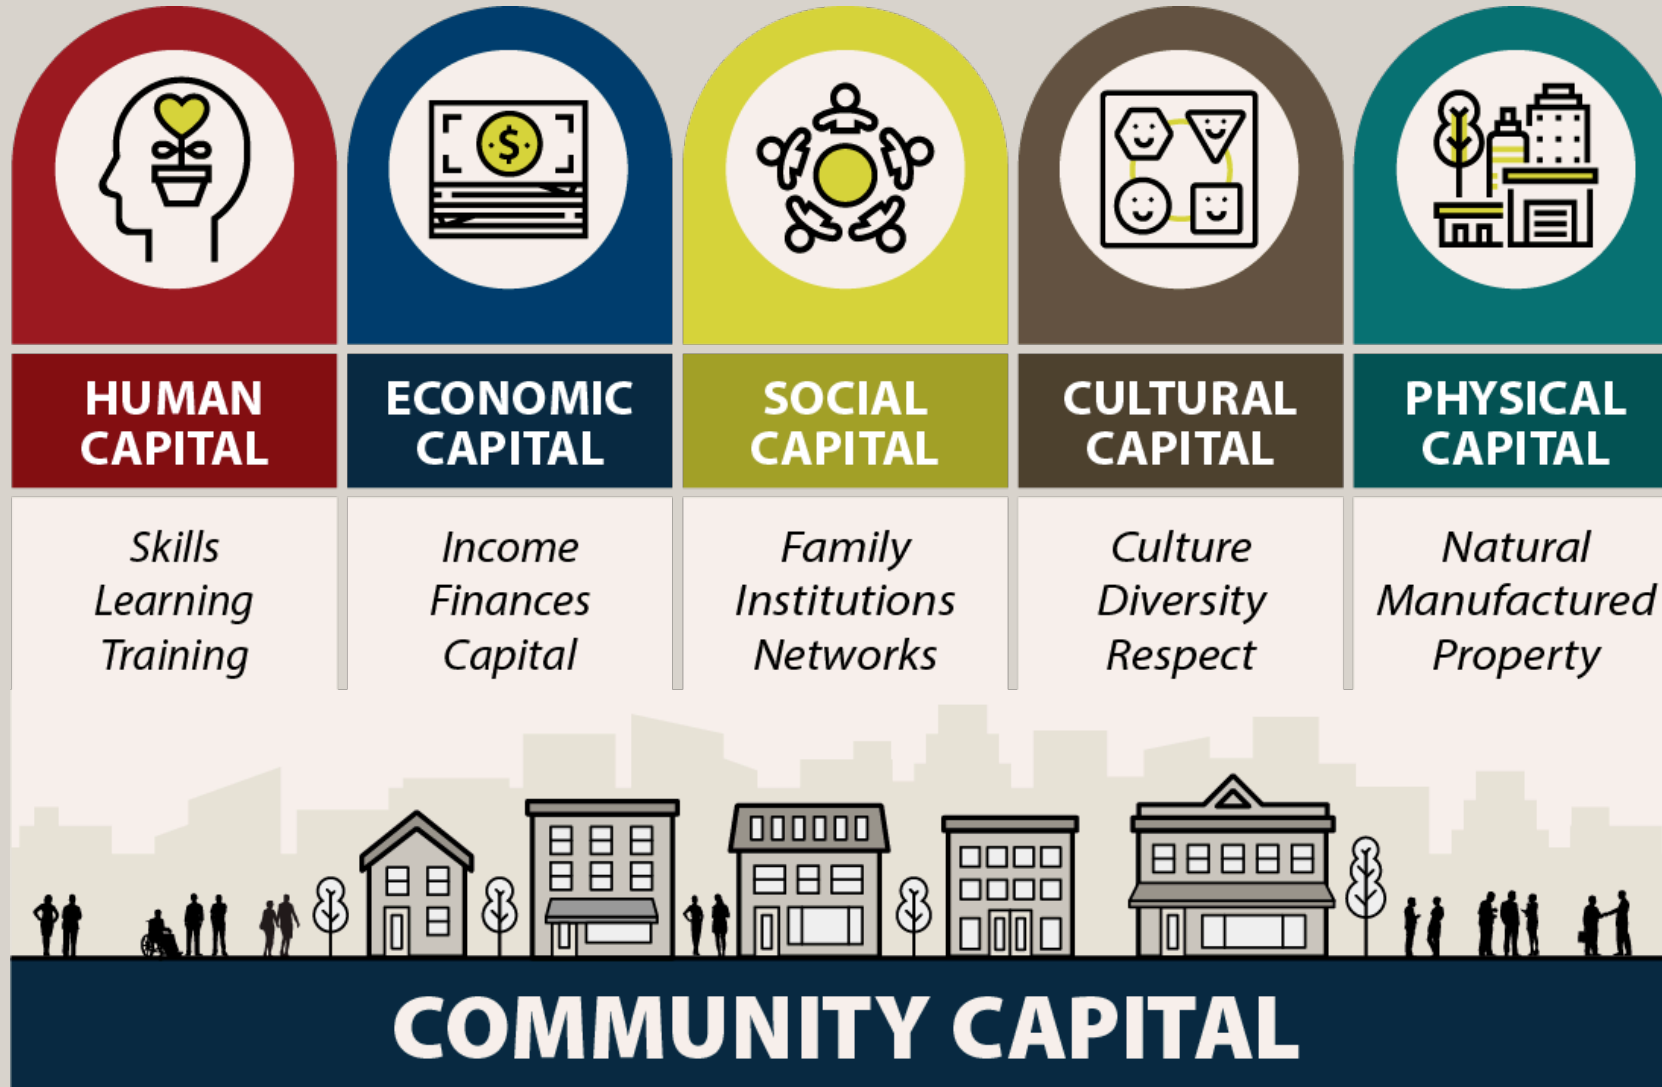 HUMAN
CAPITAL
Skills
Learning
Training
$
ECONOMIC
CAPITAL
Income
Finances
Capital
SOCIAL
CAPITAL
Family
Institutions
Networks
CULTURAL
CAPITAL
Culture
Diversity
Respect
PHYSICAL
CAPITAL
Natural
Manufactured
Property
COMMUNITY CAPITAL